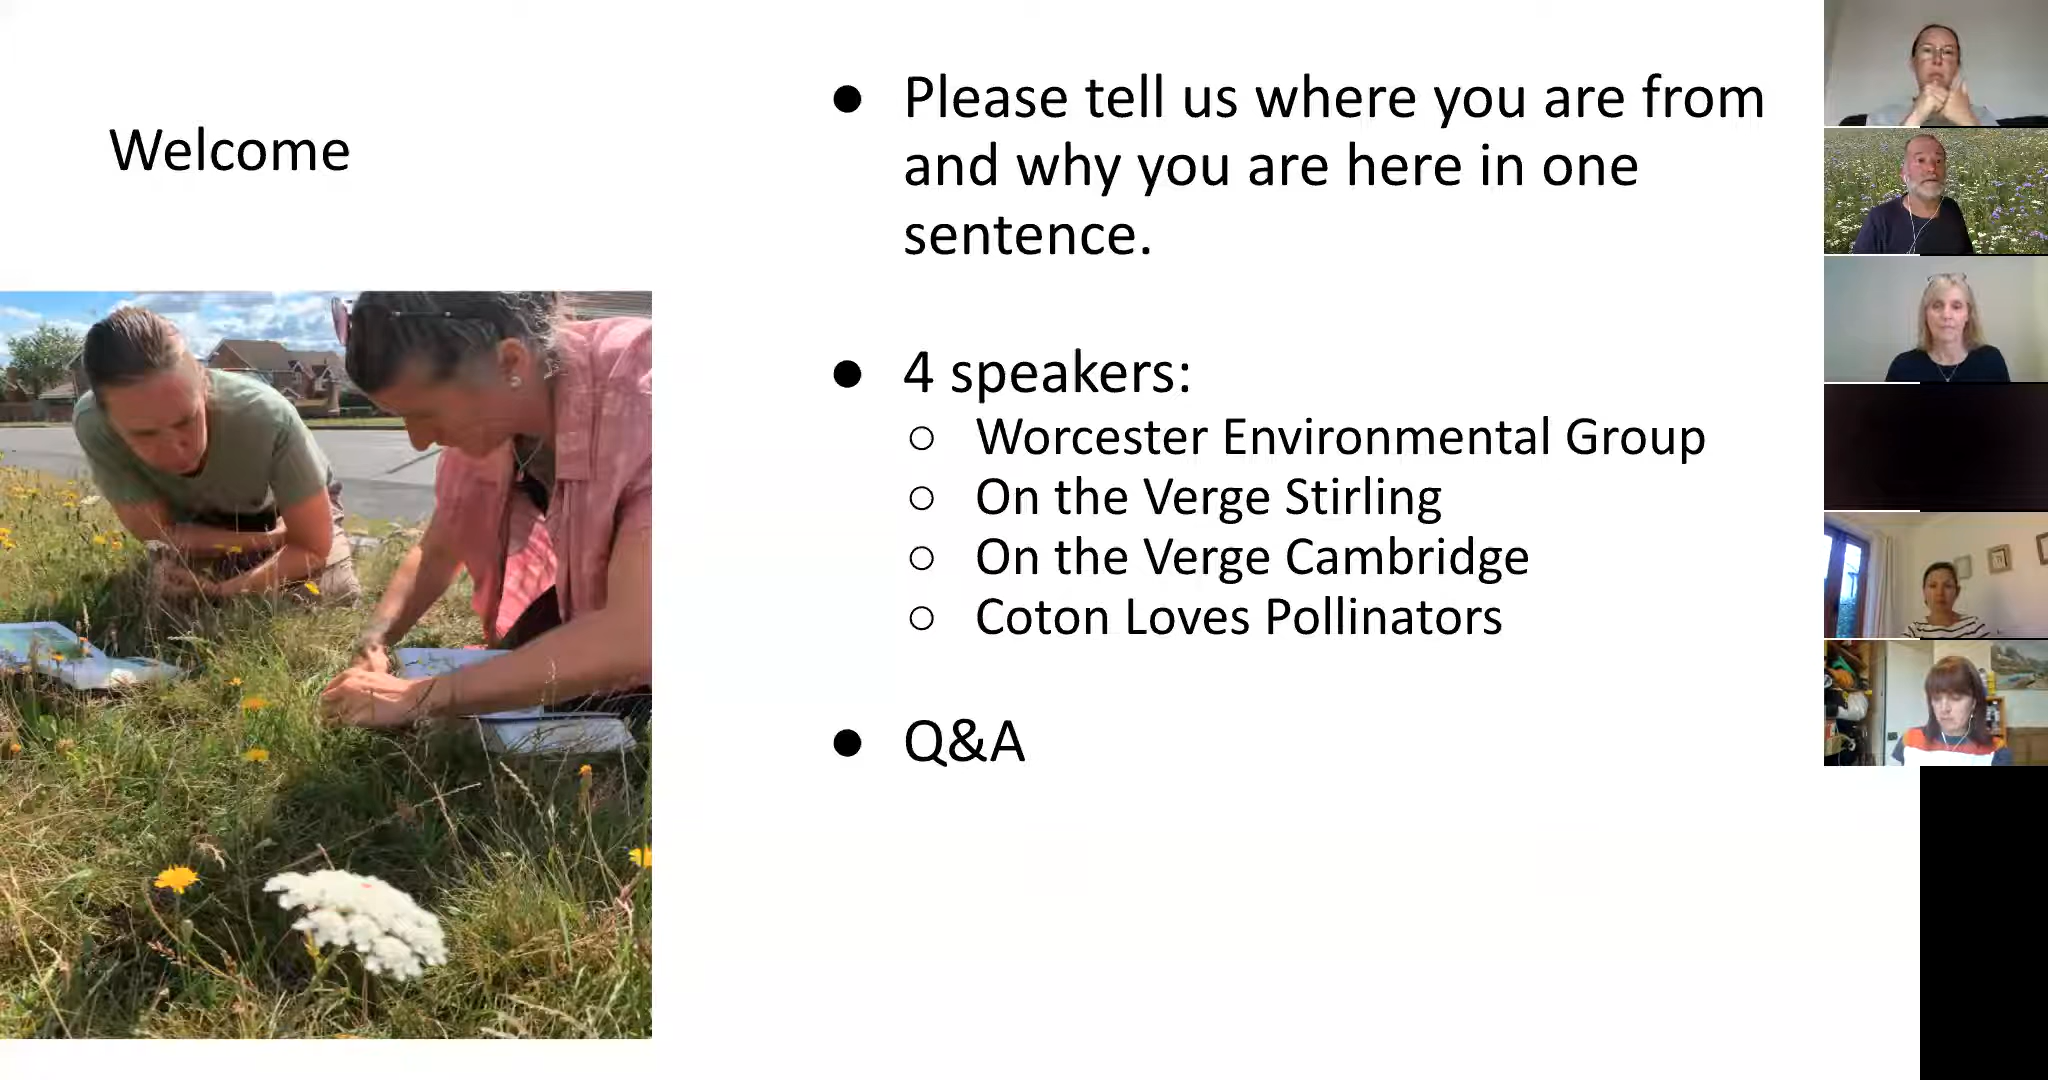 Welcome
● Please tell us where you are from
and why you are here in one
sentence.
● 4 speakers:
○ Worcester Environmental Group
○ On the Verge Stirling
○ On the Verge Cambridge
○ Coton Loves Pollinators
● Q&A